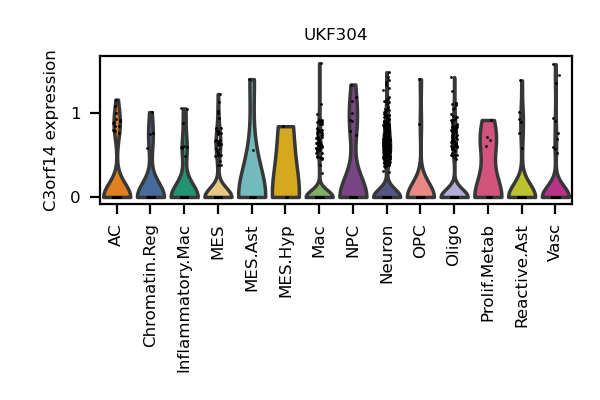 UKF304
C3orf14 expression
1
0
AC
Chromatin.Reg
Inflammatory.Mac
MES
MES.Ast
MES.Hyp
Mac
NPC
Neuron
OPC
Oligo
Prolif.Metab
Reactive.Ast
Vasc